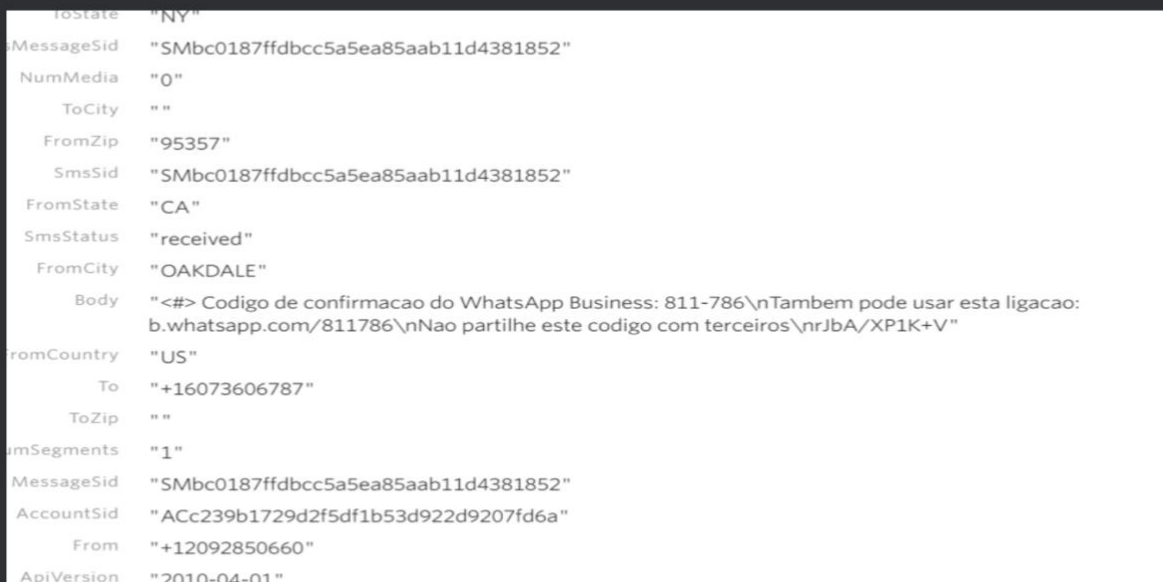 ToState "NY"
sMessageSid "SMbc0187ffdbcc5a5ea85aab11d4381852"
NumMedia "0"
ToCity ""
FromZip "95357"
SmsSid "SMbc0187ffdbcc5a5ea85aab11d4381852"
FromState "CA"
SmsStatus "received"
FromCity "OAKDALE"
Body "<#> Codigo de confirmacao do WhatsApp Business: 811-786\nTambem pode usar esta ligacao:
b.whatsapp.com/811786\nNao partilhe este codigo com terceiros\nrJbA/XP1K+V"
FromCountry "US"
To "+16073606787"
ToZip ""
umSegments "1"
MessageSid "SMbc0187ffdbcc5a5ea85aab11d4381852"
AccountSid "ACc239b1729d2f5df1b53d922d9207fd6a"
From "+12092850660"
ApiVersion "2010-04-01"